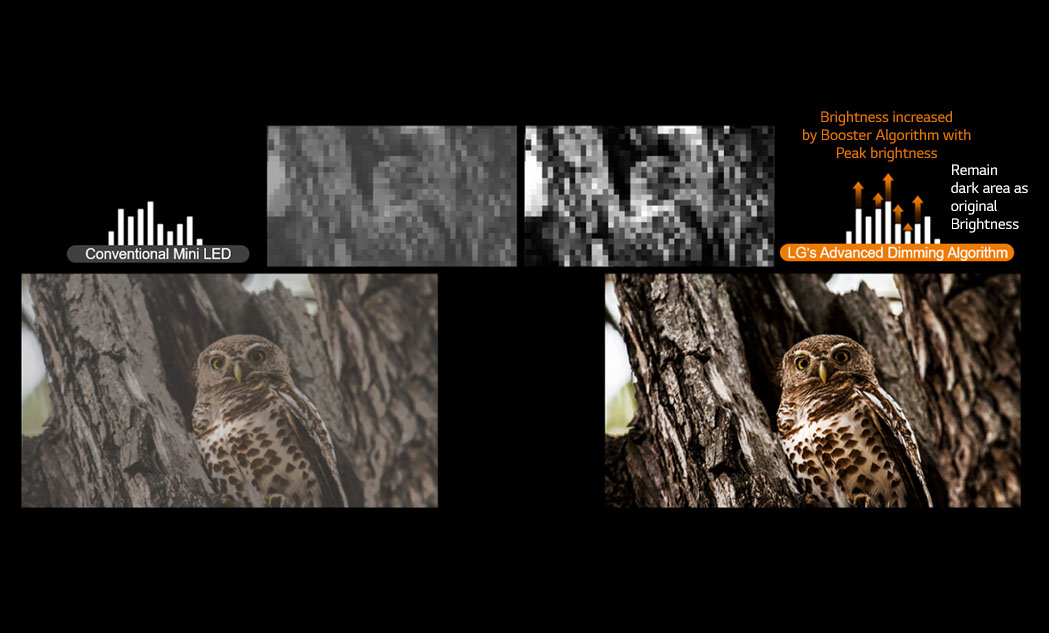 Conventional Mini LED
Brightness increased
by Booster Algorithm with
Peak brightness
Remain
dark area as
original
Brightness
LG's Advanced Dimming Algorithm